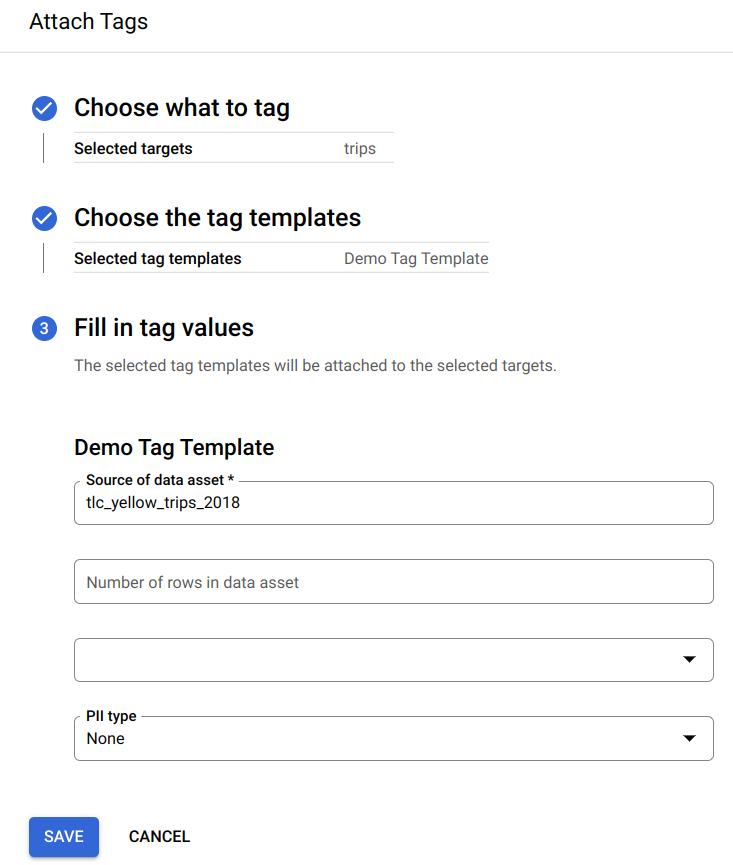 Attach Tags
Choose what to tag
Selected targets trips
Choose the tag templates
Selected tag templates Demo Tag Template
3 Fill in tag values
The selected tag templates will be attached to the selected targets.
Demo Tag Template
Source of data asset *
tlc_yellow_trips_2018
Number of rows in data asset
PII type
None
SAVE CANCEL